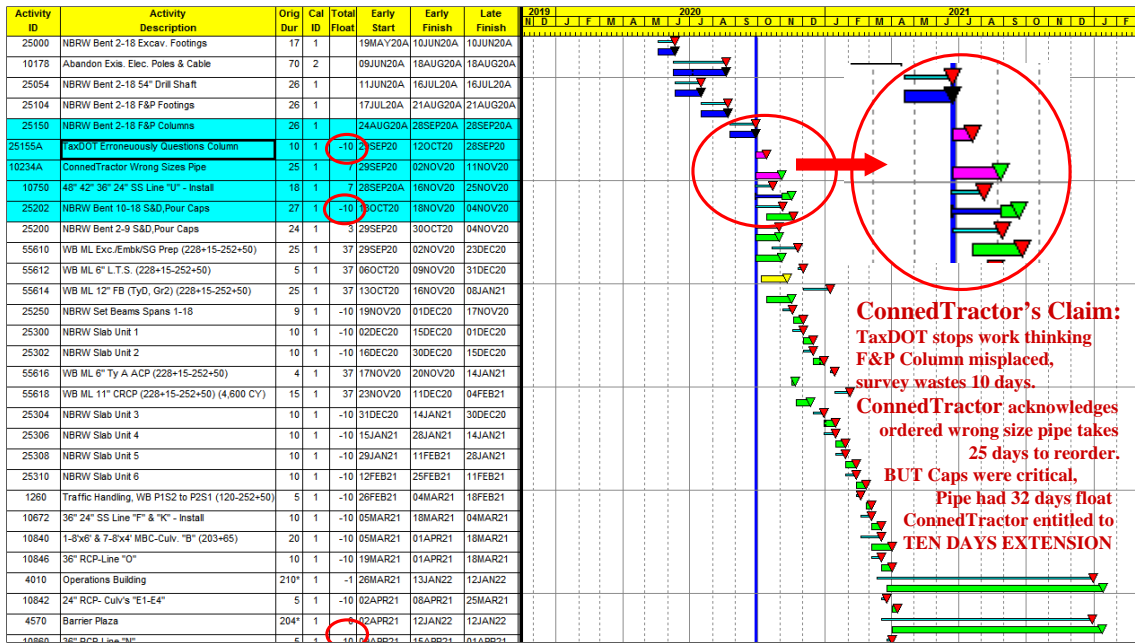 Activity ID Activity Description Orig Dur Cal ID Total Float Early Start Early Finish Late Finish
2019 2020 2021
N D J F M A M J J A S O N D J F M A M J J A S O N D J F
25000 NBRW Bent 2-18 Excav. Footings 17 1 19MAY20A 10JUN20A 10JUN20A
10178 Abandon Exis. Elec. Poles & Cable 70 2 09JUN20A 18AUG20A 18AUG20A
25054 NBRW Bent 2-18 54" Drill Shaft 26 1 11JUN20A 16JUL20A 16JUL20A
25104 NBRW Bent 2-18 F&P Footings 26 1 17JUL20A 21AUG20A 21AUG20A
25150 NBRW Bent 2-18 F&P Columns 26 1 24AUG20A 28SEP20A 28SEP20A
25155A TaxDOT Erroneuously Questions Column 10 1 -10 29SEP20 12OCT20 28SEP20
10234A ConnedTractor Wrong Sizes Pipe 25 1 7 29SEP20 02NOV20 11NOV20
10750 48" 42" 36" 24" SS Line "U" - Install 18 1 7 28SEP20A 16NOV20 25NOV20
25202 NBRW Bent 10-18 S&D,Pour Caps 27 1 -10 13OCT20 18NOV20 04NOV20
25200 NBRW Bent 2-9 S&D,Pour Caps 24 1 3 29SEP20 30OCT20 04NOV20
55610 WB ML Exc./Embk/SG Prep (228+15-252+50) 25 1 37 29SEP20 02NOV20 23DEC20
55612 WB ML 6" L.T.S. (228+15-252+50) 5 1 37 06OCT20 09NOV20 31DEC20
55614 WB ML 12" FB (TyD, Gr2) (228+15-252+50) 25 1 37 13OCT20 16NOV20 08JAN21
25250 NBRW Set Beams Spans 1-18 9 1 -10 19NOV20 01DEC20 17NOV20
25300 NBRW Slab Unit 1 10 1 -10 02DEC20 15DEC20 01DEC20
25302 NBRW Slab Unit 2 10 1 -10 16DEC20 30DEC20 15DEC20
55616 WB ML 6" Ty A ACP (228+15-252+50) 4 1 37 17NOV20 20NOV20 14JAN21
55618 WB ML 11" CRCP (228+15-252+50) (4,600 CY) 15 1 37 23NOV20 11DEC20 04FEB21
25304 NBRW Slab Unit 3 10 1 -10 31DEC20 14JAN21 30DEC20
25306 NBRW Slab Unit 4 10 1 -10 15JAN21 28JAN21 14JAN21
25308 NBRW Slab Unit 5 10 1 -10 29JAN21 11FEB21 28JAN21
25310 NBRW Slab Unit 6 10 1 -10 12FEB21 25FEB21 11FEB21
1260 Traffic Handling, WB P1S2 to P2S1 (120-252+50) 5 1 -10 26FEB21 04MAR21 18FEB21
10672 36" 24" SS Line "F" & "K" - Install 10 1 -10 05MAR21 18MAR21 04MAR21
10840 1-8'x6' & 7-8'x4' MBC-Culv. "B" (203+65) 20 1 -10 05MAR21 01APR21 18MAR21
10846 36" RCP-Line "O" 10 1 -10 19MAR21 01APR21 18MAR21
4010 Operations Building 210* 1 -1 26MAR21 13JAN22 12JAN22
10842 24" RCP- Culv's "E1-E4" 5 1 -10 02APR21 08APR21 25MAR21
4570 Barrier Plaza 204* 1 0 02APR21 12JAN22 12JAN22
10860 36" RCP Line "N" 5 1 -10 15APR21 01APR21
ConnedTractor's Claim:
TaxDOT stops work thinking
F&P Column misplaced,
survey wastes 10 days.
ConnedTractor acknowledges
ordered wrong size pipe takes
25 days to reorder.
BUT Caps were critical,
Pipe had 32 days float
ConnedTractor entitled to
TEN DAYS EXTENSION